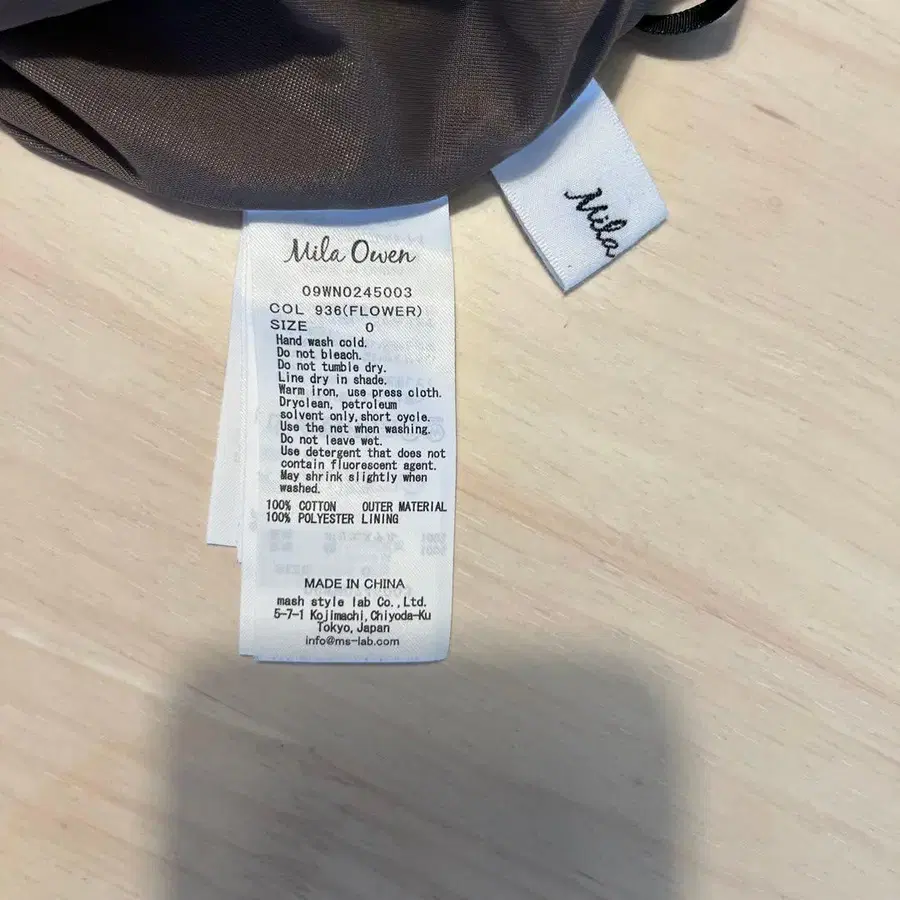 Mila Owen
09WNO245003
COL 936(FLOWER)
SIZE 0
Hand wash cold.
Do not bleach.
Do not tumble dry.
Line dry in shade.
Warm iron, use press cloth.
Dryclean, petroleum
solvent only,short cycle.
Use the net when washing.
Do not leave wet.
Use detergent that does not
contain fluorescent agent.
May shrink slightly when
washed.
100% COTTON OUTER MATERIAL
100% POLYESTER LINING
MADE IN CHINA
mash style lab Co.,Ltd.
5-7-1 Kojimachi,Chiyoda-Ku
Tokyo,Japan
info@ms-lab.com
Mila